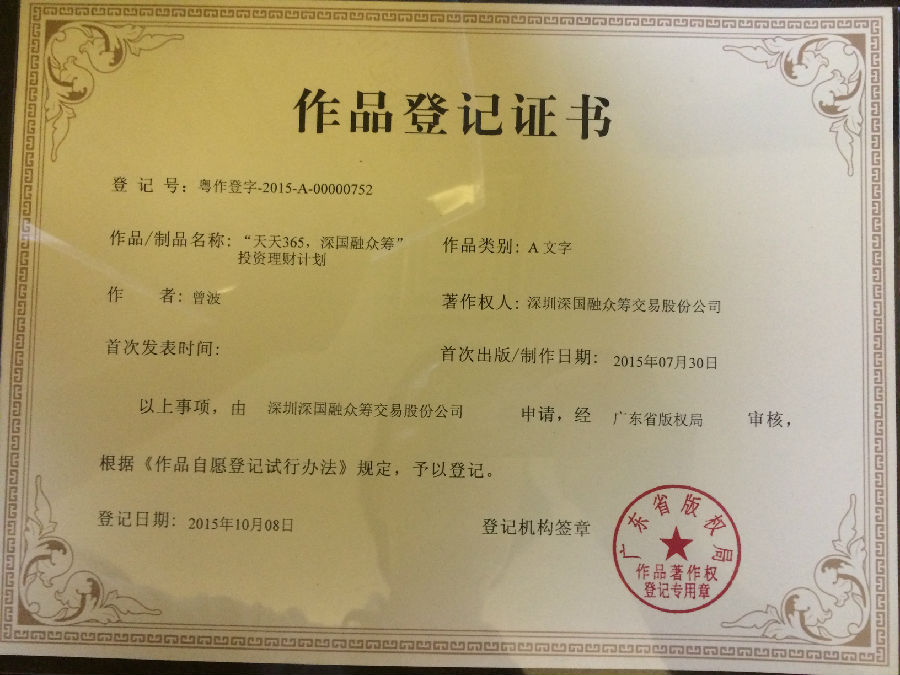 作品登记证书
登 记 号：粤作登字-2015-A-00000752
作品/制品名称：“天天365，深国融众筹”
投资理财计划
作品类别：A 文字
作 者：曾波
著作权人：深圳深国融众筹交易股份公司
首次发表时间：
首次出版/制作日期：2015年07月30日
以上事项，由 深圳深国融众筹交易股份公司 申请，经 广东省版权局 审核，
根据《作品自愿登记试行办法》规定，予以登记。
登记日期：2015年10月08日
登记机构签章
广东省版权局
作品著作权
登记专用章